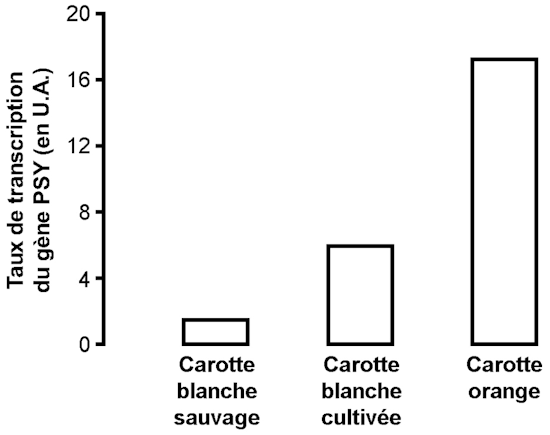 Taux de transcription
du gène PSY (en U.A.)
20
16
12
8
4
0
Carotte
blanche
sauvage
Carotte
blanche
cultivée
Carotte
orange